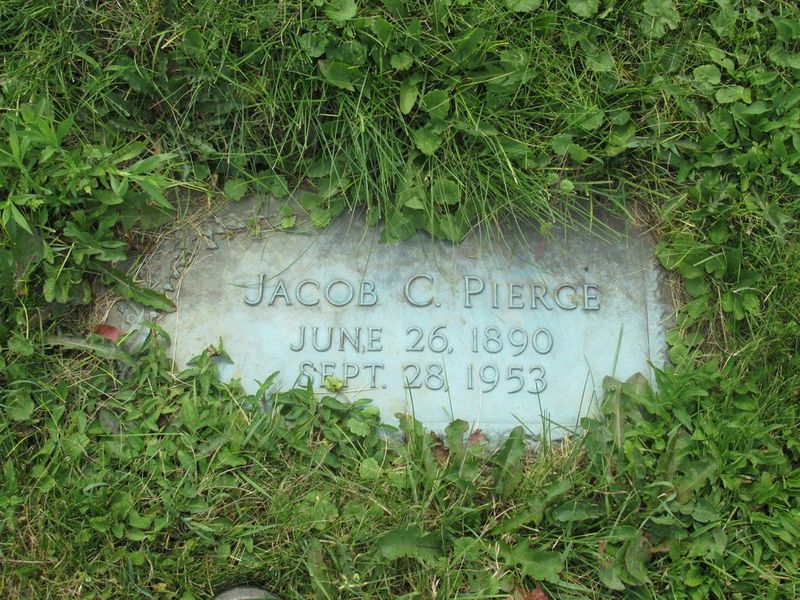 JACOB C. PIERCE
JUNE 26, 1890
SEPT. 28, 1953